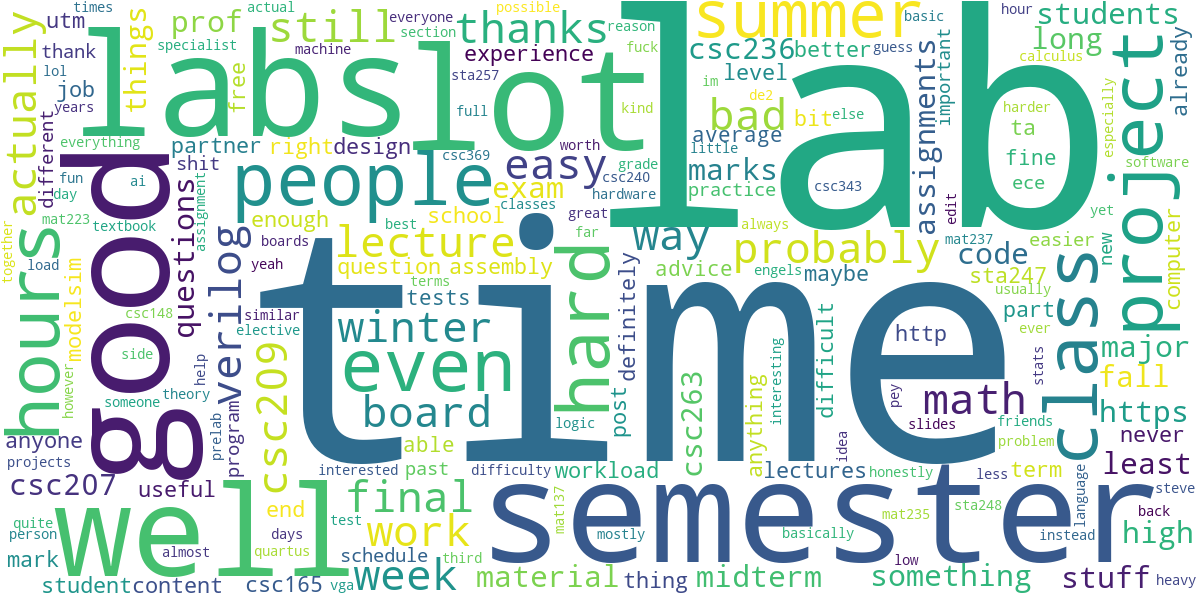 times
actual
possible
basic
hour
utm
prof
still
everyone
section
thanks
summer
reason
guess
students
thank
specialist
machine
experience
fuck
csc236
better
long
lol
job
things
free
labs
lot
lab
sta257
im
level
calculus
years
actually
full
kind
de2
bad
bit
else
important
already
everything
partner
right
design
csc369
worth
average
assignments
harder
ta
especially
different
shit
easy
grade
little
marks
fine
software
fun
ai
people
csc240
practice
csc343
ece
project
day
good
exam
hardware
edit
yet
mat223
textbook
questions
assignment
enough
school
classes
great
far
way
always
mat237
easier
new
computer
together
hours
boards
best
lecture
probably
code
load
modelsim
verilog
yeah
question
assembly
hard
advice
engels
maybe
sta247
usually
class
csc148
similar
terms
tests
definitely
time
part
ever
side
elective
winter
http
major
however
theory
help
csc209
even
post
csc263
anything
interesting
difficult
pey
math
stats
fall
someone
prelab
program
board
logic
slides
friends
https
anyone
able
idea
problem
never
projects
interested
past
difficulty
workload
lectures
honestly
less
term
least
csc207
useful
well
end
final
semester
mat137
mat235
sta248
language
steve
quite
person
days
test
work
mostly
basically
instead
back
high
mark
almost
quartus
schedule
third
low
student
content
csc165
vga
week
material
thing
midterm
something
stuff
heavy